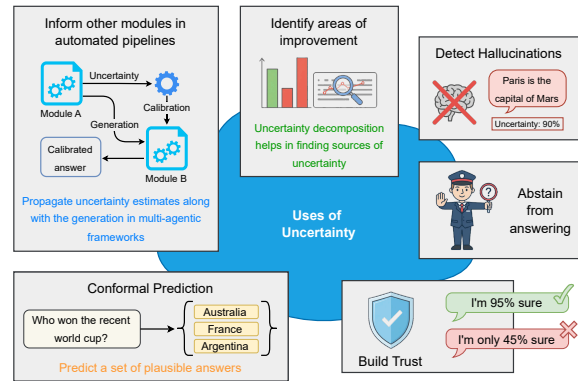 Inform other modules in
automated pipelines
Uncertainty
Module A
Calibration
Generation
Calibrated
answer
Module B
Propagate uncertainty estimates along
with the generation in multi-agentic
frameworks
Identify areas of
improvement
Uncertainty decomposition
helps in finding sources of
uncertainty
Detect Hallucinations
Paris is the
capital of Mars
Uncertainty: 90%
Uses of
Uncertainty
?
Abstain
from
answering
Conformal Prediction
Who won the recent
world cup?
Australia
France
Argentina
Predict a set of plausible answers
I'm 95% sure
I'm only 45% sure
Build Trust